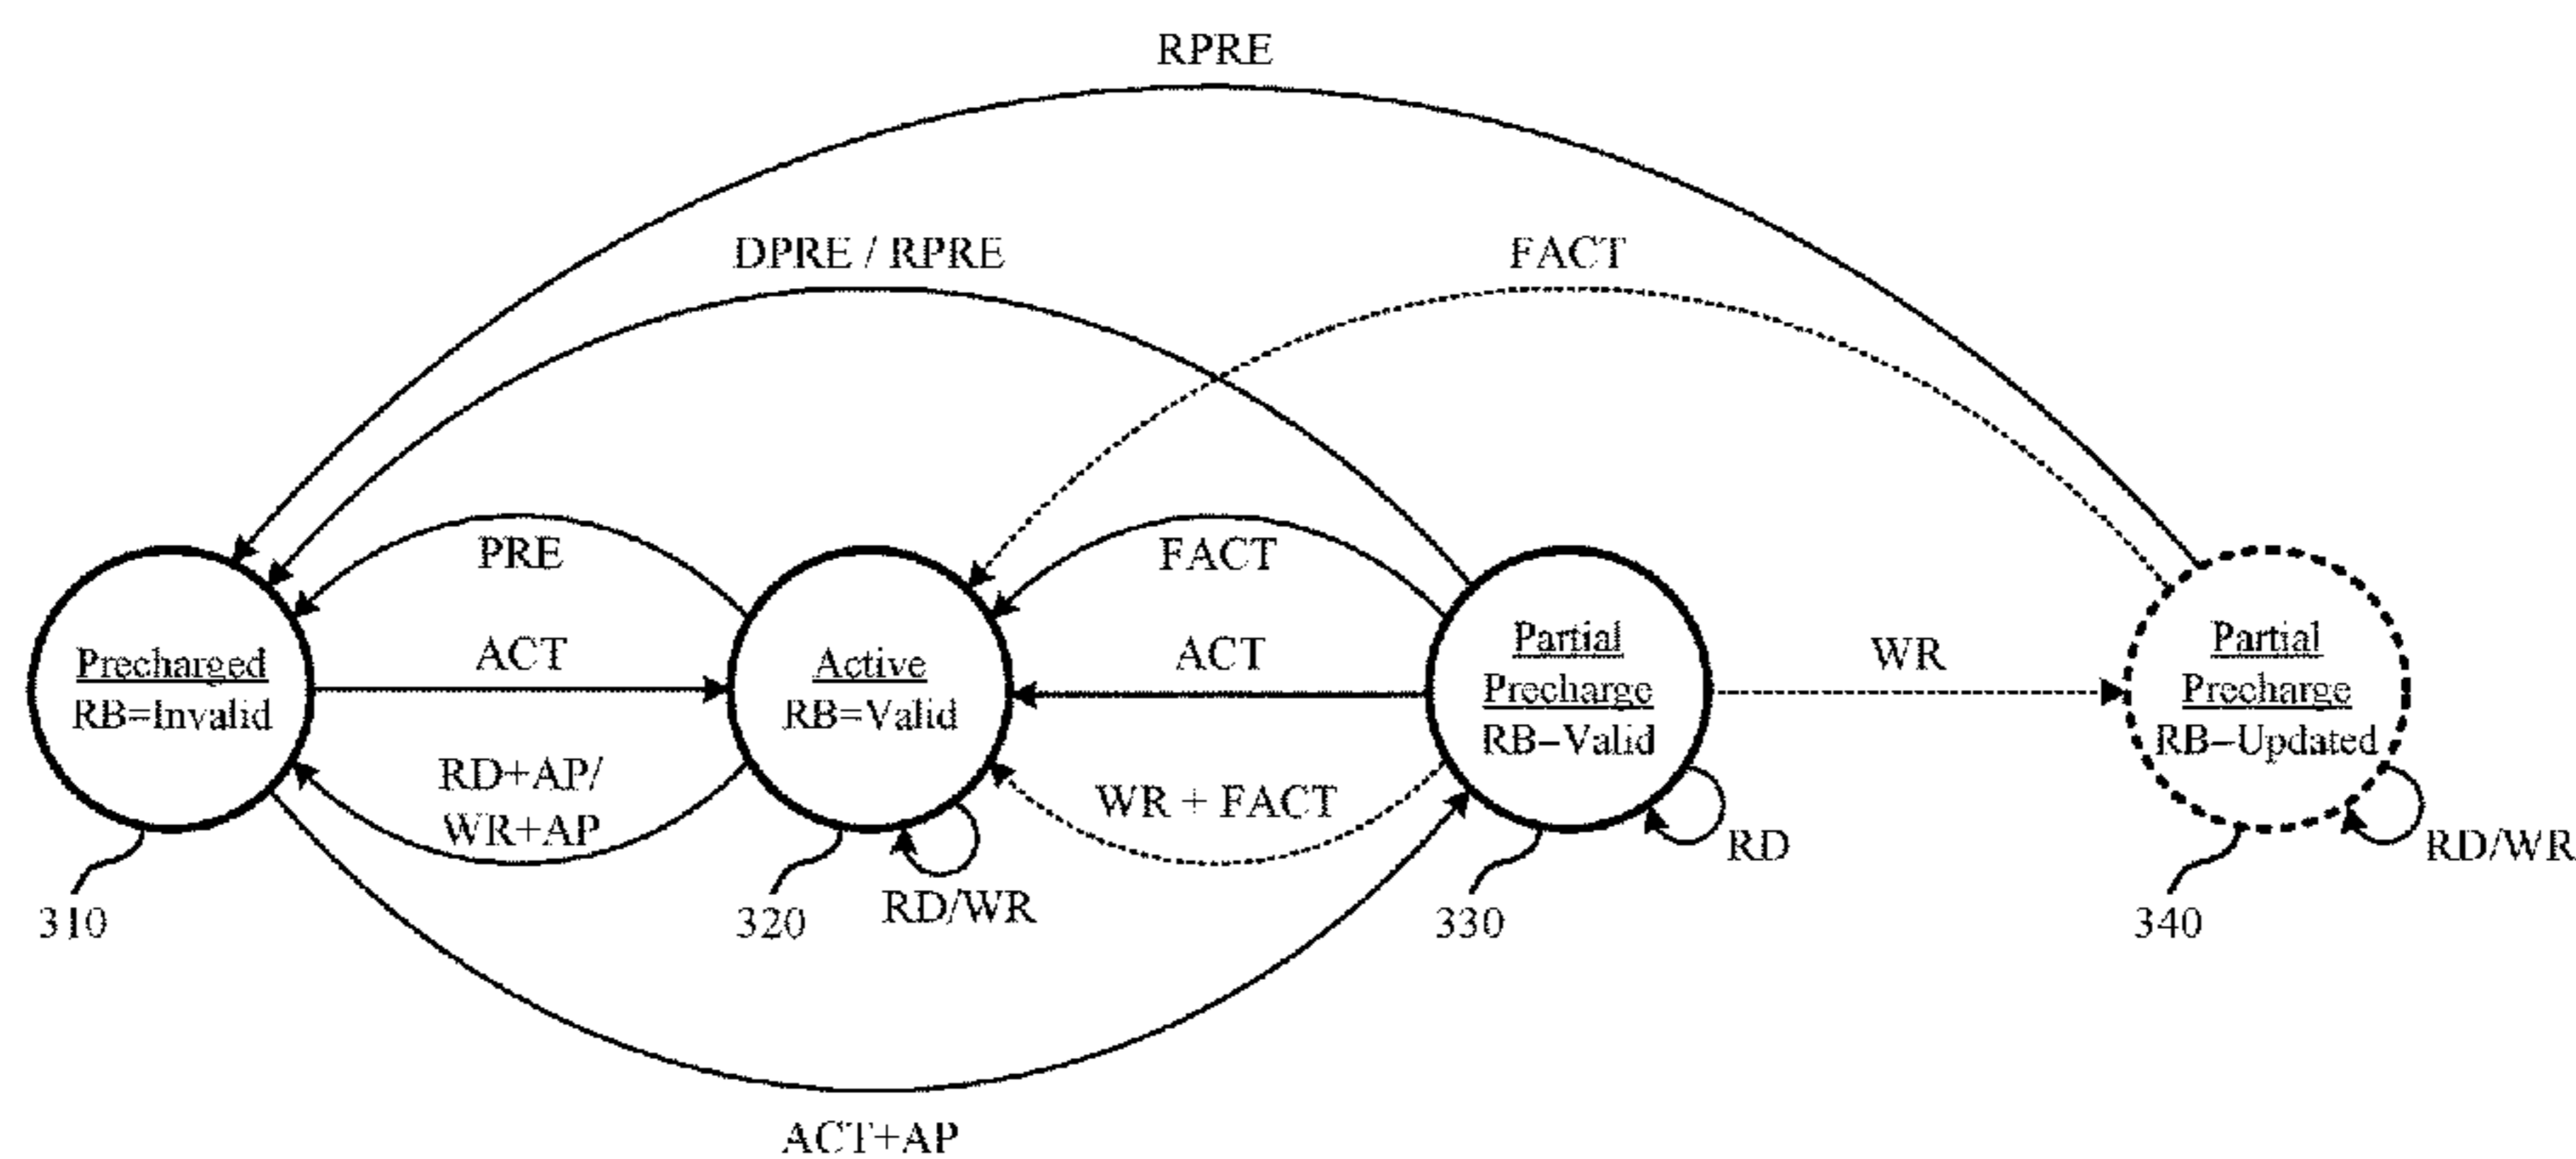 RPRE
DPRE / RPRE
FACT
PRE
FACT
ACT
ACT
WR
Precharged
RB=Invalid
Active
RB=Valid
Partial
Precharge
RB-Valid
Partial
Precharge
RB-Updated
RD+AP/
WR+AP
WR + FACT
RD
RD/WR
RD/WR
310
320
330
340
ACT+AP